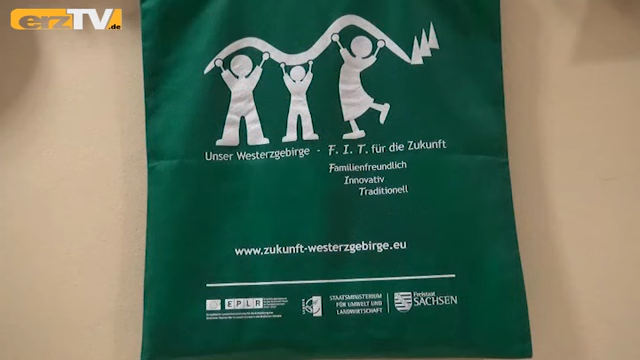 erzTV.de
Unser Westerzgebirge - F. I. T. für die Zukunft
Familienfreundlich
Innovativ
Traditionell
www.zukunft-westerzgebirge.eu
EPLR
STAATSMINISTERIUM
FÜR UMWELT UND
LANDWIRTSCHAFT
Freistaat
SACHSEN